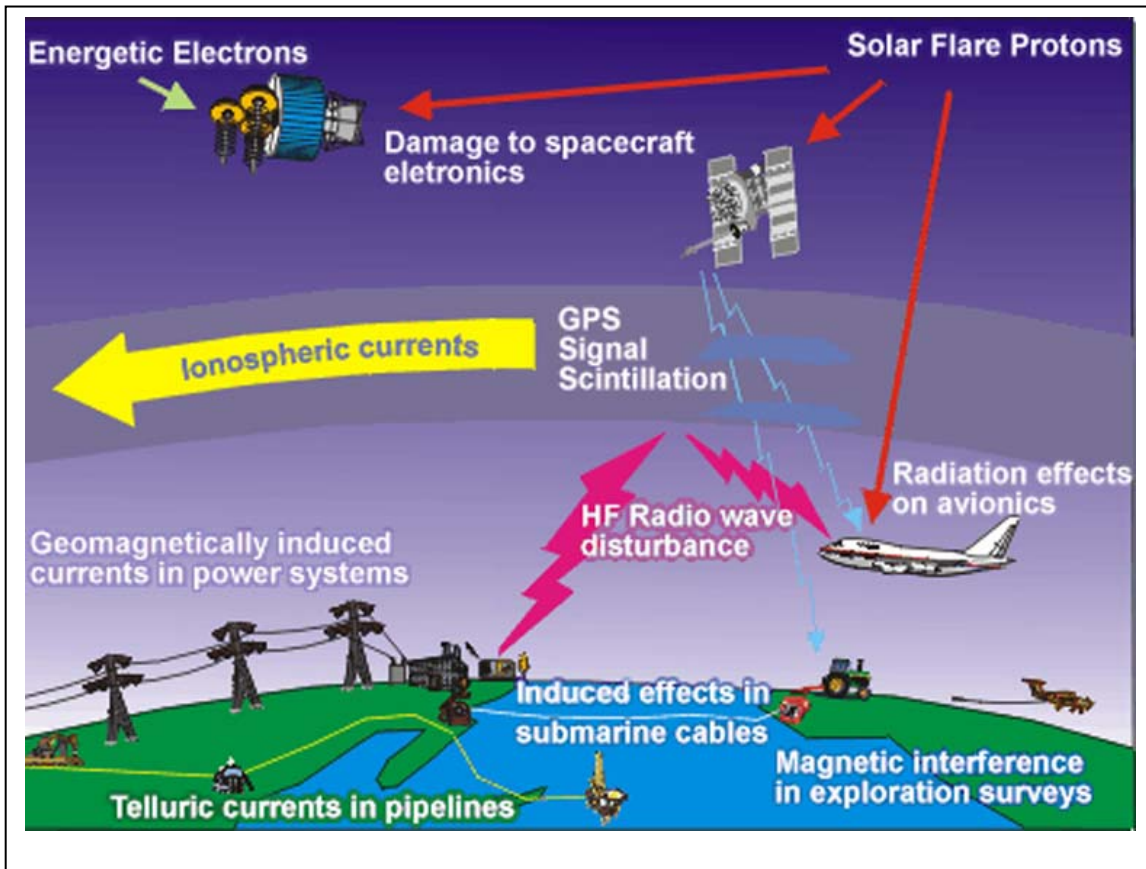 Energetic Electrons
Solar Flare Protons
Damage to spacecraft
eletronics
GPS
Signal
Scintillation
Ionospheric currents
Radiation effects
on avionics
HF Radio wave
disturbance
Geomagnetically induced
currents in power systems
Induced effects in
submarine cables
Magnetic interference
in exploration surveys
Telluric currents in pipelines